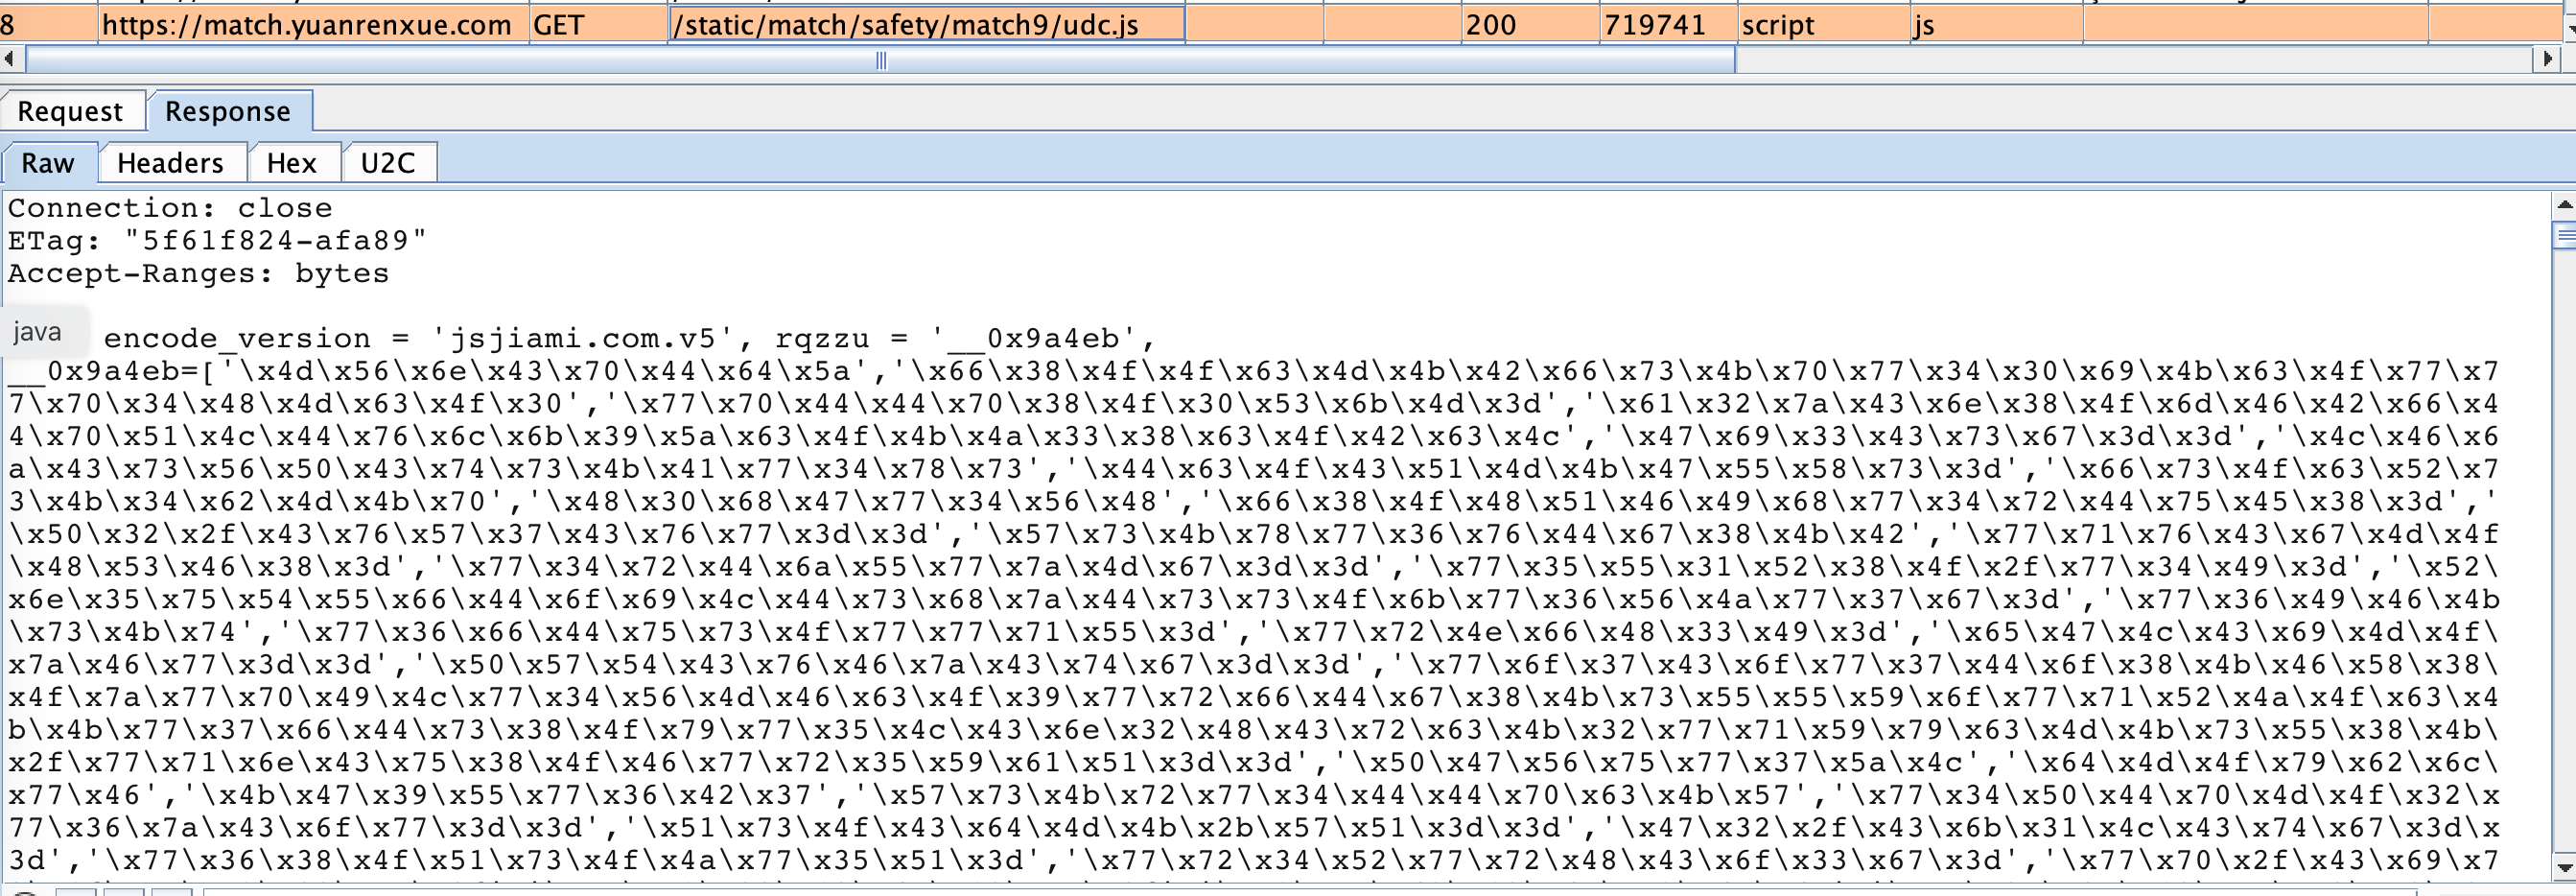 8 https://match.yuanrenxue.com GET /static/match/safety/match9/udc.js 200 719741 script js
Request Response
Raw Headers Hex U2C
Connection: close
ETag: "5f61f824-afa89"
Accept-Ranges: bytes
java encode_version = 'jsjiami.com.v5', rqzzu = '__0x9a4eb',
__0x9a4eb=['\x4d\x56\x6e\x43\x70\x44\x64\x5a','\x66\x38\x4f\x4f\x63\x4d\x4b\x42\x66\x73\x4b\x70\x77\x34\x30\x69\x4b\x63\x4f\x77\x7
7\x70\x34\x48\x4d\x63\x4f\x30','\x77\x70\x44\x44\x70\x38\x4f\x30\x53\x6b\x4d\x3d','\x61\x32\x7a\x43\x6e\x38\x4f\x6d\x46\x42\x66\x4
4\x70\x51\x4c\x44\x76\x6c\x6b\x39\x5a\x63\x4f\x4b\x4a\x33\x38\x63\x4f\x42\x63\x4c','\x47\x69\x33\x43\x73\x67\x3d\x3d','\x4c\x46\x6
a\x43\x73\x56\x50\x43\x74\x73\x4b\x41\x77\x34\x78\x73','\x44\x63\x4f\x43\x51\x4d\x4b\x47\x55\x58\x73\x3d','\x66\x73\x4f\x63\x52\x7
3\x4b\x34\x62\x4d\x4b\x70','\x48\x30\x68\x47\x77\x34\x56\x48','\x66\x38\x4f\x48\x51\x46\x49\x68\x77\x34\x72\x44\x75\x45\x38\x3d','
\x50\x32\x2f\x43\x76\x57\x37\x43\x76\x77\x3d\x3d','\x57\x73\x4b\x78\x77\x36\x76\x44\x67\x38\x4b\x42','\x77\x71\x76\x43\x67\x4d\x4f
\x48\x53\x46\x38\x3d','\x77\x34\x72\x44\x6a\x55\x77\x7a\x4d\x67\x3d\x3d','\x77\x35\x55\x31\x52\x38\x4f\x2f\x77\x34\x49\x3d','\x52\
x6e\x35\x75\x54\x55\x66\x44\x6f\x69\x4c\x44\x73\x68\x7a\x44\x73\x73\x4f\x6b\x77\x36\x56\x4a\x77\x37\x67\x3d','\x77\x36\x49\x46\x4b
\x73\x4b\x74','\x77\x36\x66\x44\x75\x73\x4f\x77\x77\x71\x55\x3d','\x77\x72\x4e\x66\x48\x33\x49\x3d','\x65\x47\x4c\x43\x69\x4d\x4f\
x7a\x46\x77\x3d\x3d','\x50\x57\x54\x43\x76\x46\x7a\x43\x74\x67\x3d\x3d','\x77\x6f\x37\x43\x6f\x77\x37\x44\x6f\x38\x4b\x46\x58\x38\
x4f\x7a\x77\x70\x49\x4c\x77\x34\x56\x4d\x46\x63\x4f\x39\x77\x72\x66\x44\x67\x38\x4b\x73\x55\x55\x59\x6f\x77\x71\x52\x4a\x4f\x63\x4
b\x4b\x77\x37\x66\x44\x73\x38\x4f\x79\x77\x35\x4c\x43\x6e\x32\x48\x43\x72\x63\x4b\x32\x77\x71\x59\x79\x63\x4d\x4b\x73\x55\x38\x4b\
x2f\x77\x71\x6e\x43\x75\x38\x4f\x46\x77\x72\x35\x59\x61\x51\x3d\x3d','\x50\x47\x56\x75\x77\x37\x5a\x4c','\x64\x4d\x4f\x79\x62\x6c\
x77\x46','\x4b\x47\x39\x55\x77\x36\x42\x37','\x57\x73\x4b\x72\x77\x34\x44\x44\x70\x63\x4b\x57','\x77\x34\x50\x44\x70\x4d\x4f\x32\x
77\x36\x7a\x43\x6f\x77\x3d\x3d','\x51\x73\x4f\x43\x64\x4d\x4b\x2b\x57\x51\x3d\x3d','\x47\x32\x2f\x43\x6b\x31\x4c\x43\x74\x67\x3d\x
3d','\x77\x36\x38\x4f\x51\x73\x4f\x4a\x77\x35\x51\x3d','\x77\x72\x34\x52\x77\x72\x48\x43\x6f\x33\x67\x3d','\x77\x70\x2f\x43\x69\x7